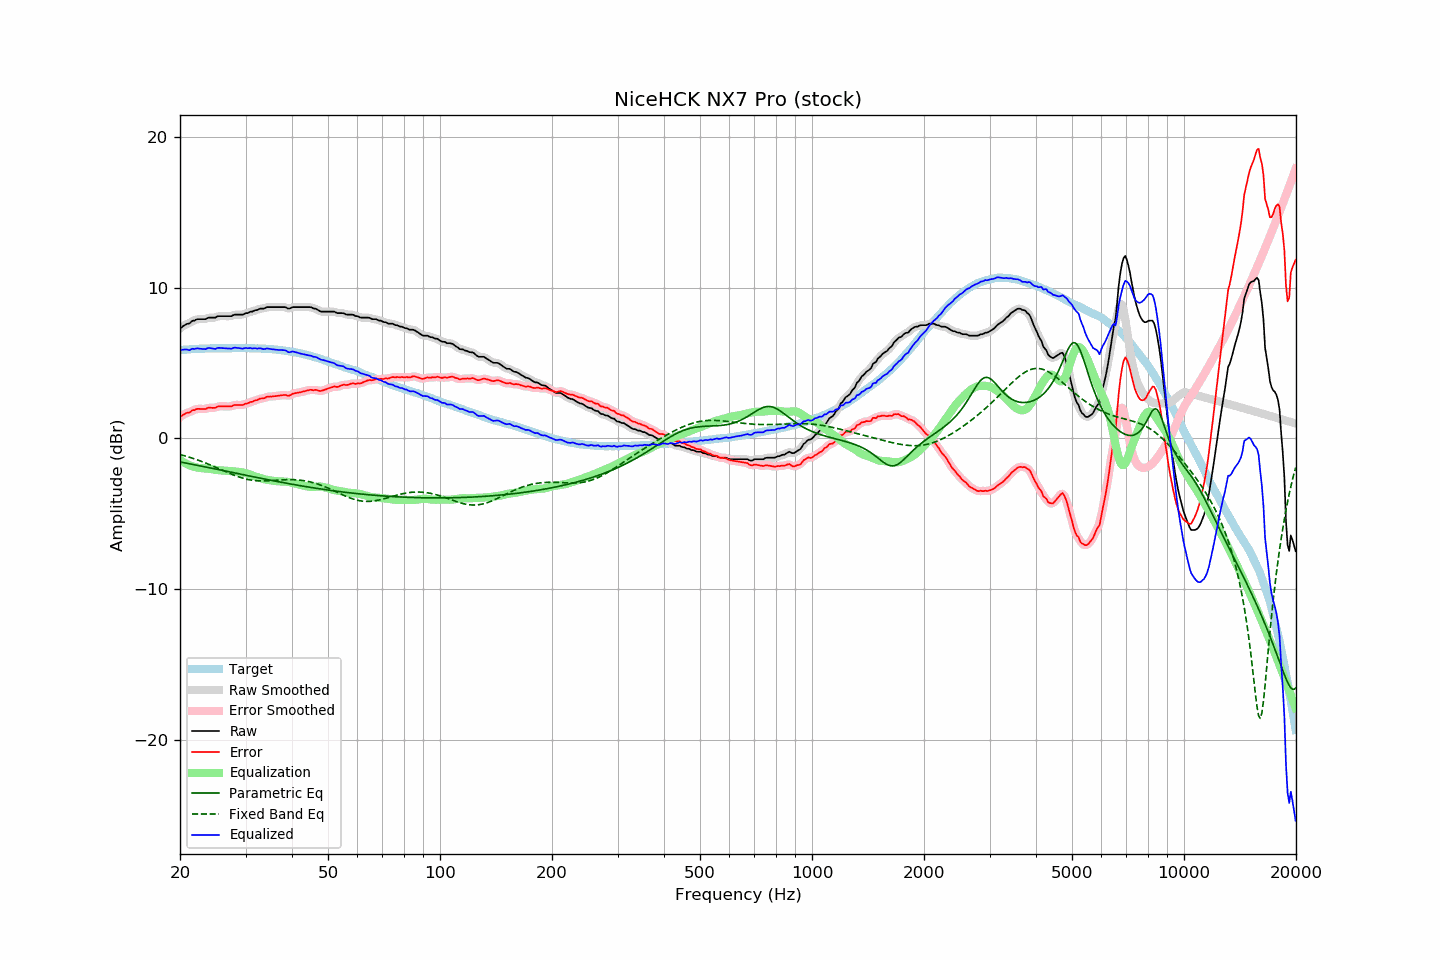 NiceHCK NX7 Pro (stock)
20
10
0
−10
−20
Amplitude (dBr)
Target
Raw Smoothed
Error Smoothed
Raw
Error
Equalization
Parametric Eq
Fixed Band Eq
Equalized
20 50 100 200 500 1000 2000 5000 10000 20000
Frequency (Hz)